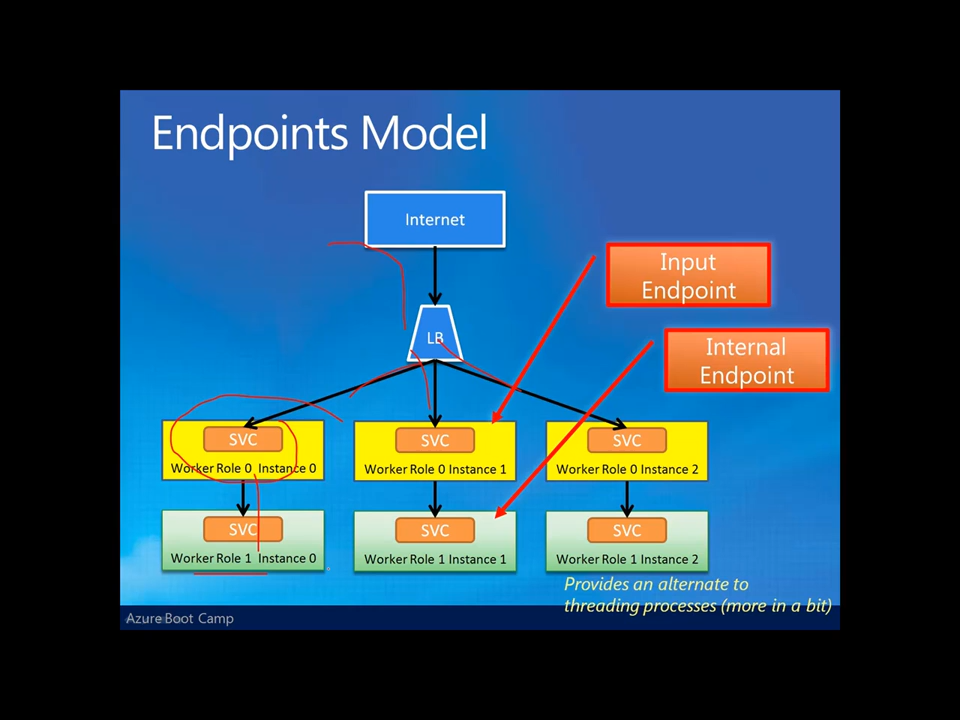 Endpoints Model
Internet
Input
Endpoint
LB
Internal
Endpoint
SVC
Worker Role 0 Instance 0
SVC
Worker Role 0 Instance 1
SVC
Worker Role 0 Instance 2
SVC
Worker Role 1 Instance 0
SVC
Worker Role 1 Instance 1
SVC
Worker Role 1 Instance 2
Provides an alternate to
threading processes (more in a bit)
Azure Boot Camp